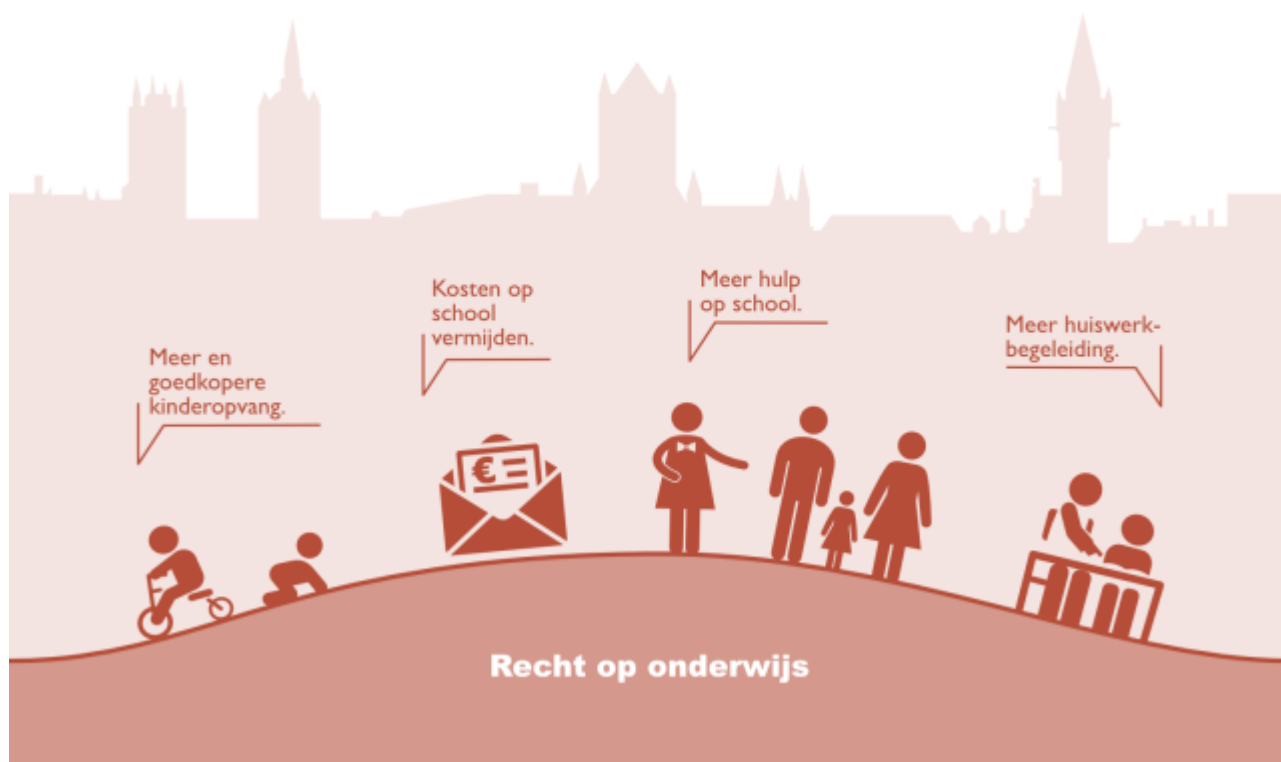 Meer en
goedkopere
kinderopvang.
Kosten op
school
vermijden.
€
Meer hulp
op school.
Meer huiswerk-
begeleiding.
Recht op onderwijs